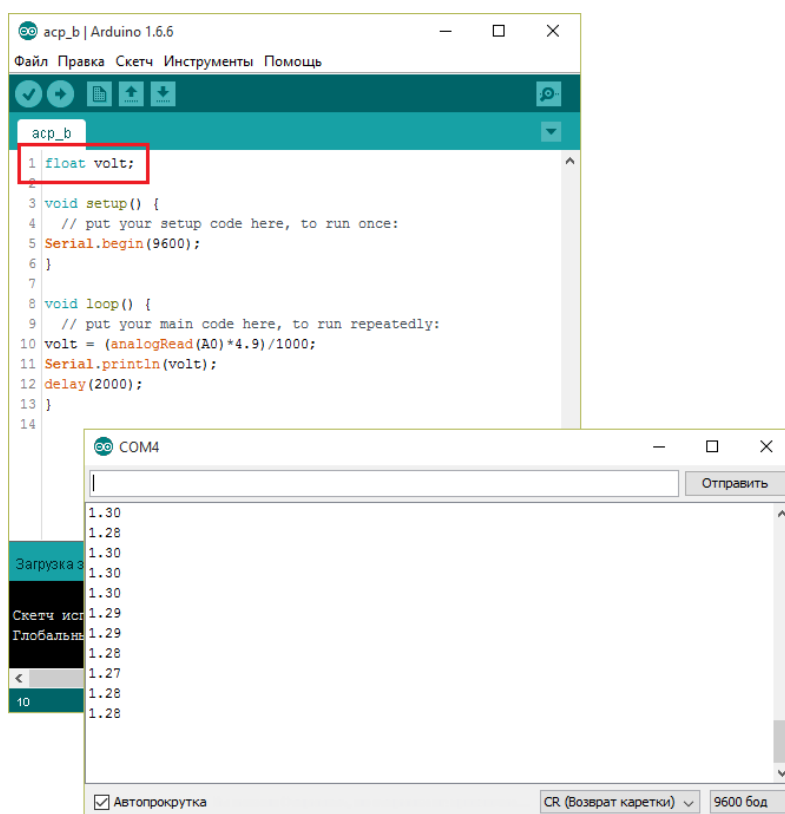 acp_b | Arduino 1.6.6
Файл Правка Скетч Инструменты Помощь
acp_b
1 float volt;
2
3 void setup() {
4 // put your setup code here, to run once:
5 Serial.begin(9600);
6 }
7
8 void loop() {
9 // put your main code here, to run repeatedly:
10 volt = (analogRead(A0)*4.9)/1000;
11 Serial.println(volt);
12 delay(2000);
13 }
14
COM4
Отправить
1.30
1.28
1.30
1.30
1.30
1.29
1.29
1.28
1.27
1.28
1.28
Загрузка з
Скетч исп
Глобальны
10
Автопрокрутка
CR (Возврат каретки)
9600 бод